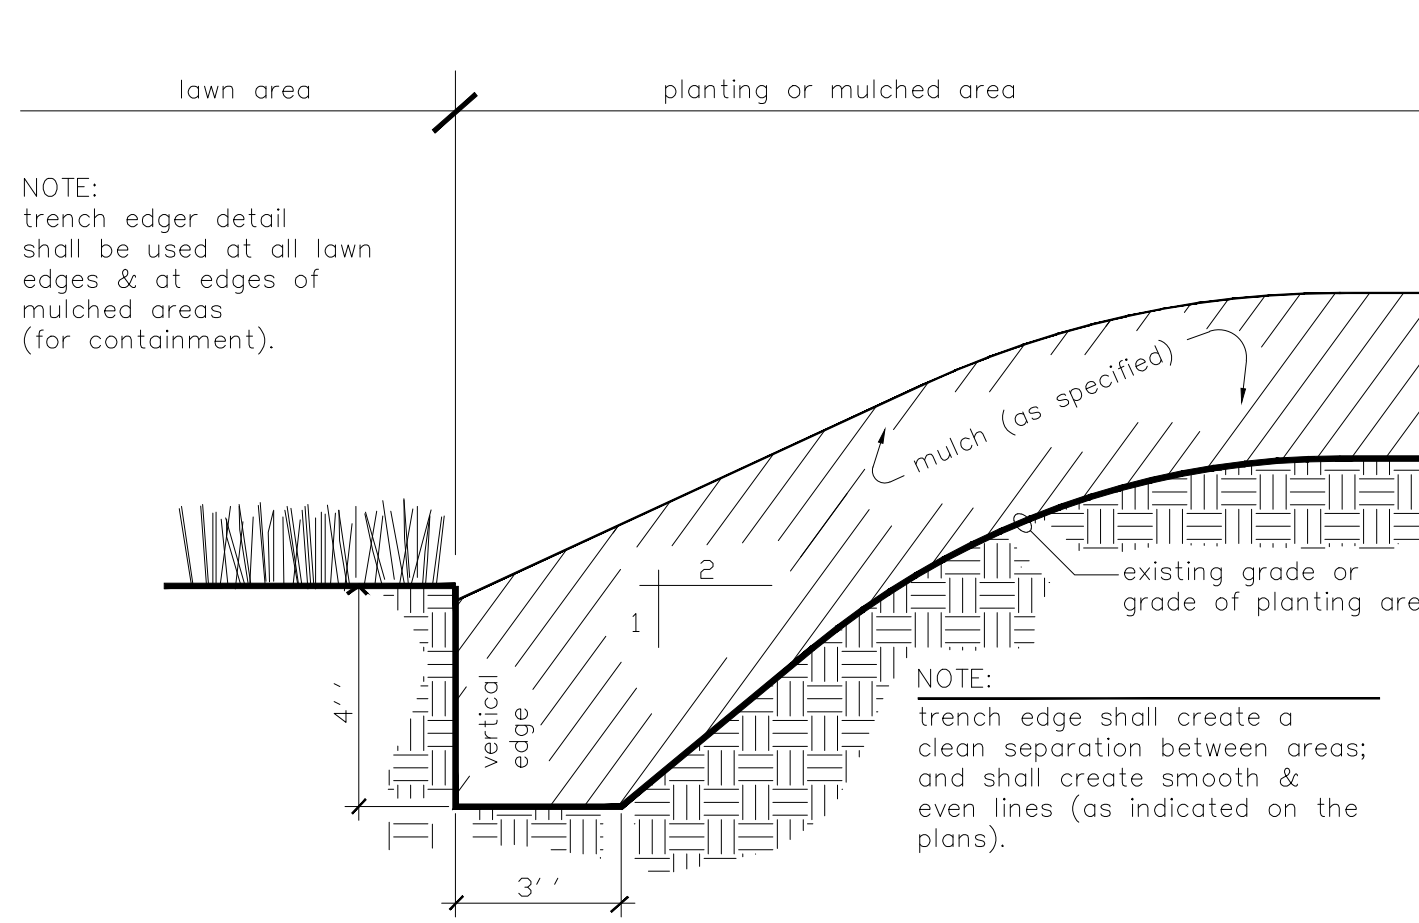 lawn area
planting or mulched area
NOTE:
trench edger detail
shall be used at all lawn
edges & at edges of
mulched areas
(for containment).
mulch (as specified)
2
1
existing grade or
grade of planting are
4''
vertical
edge
NOTE:
trench edge shall create a
clean separation between areas;
and shall create smooth &
even lines (as indicated on the
plans).
3''